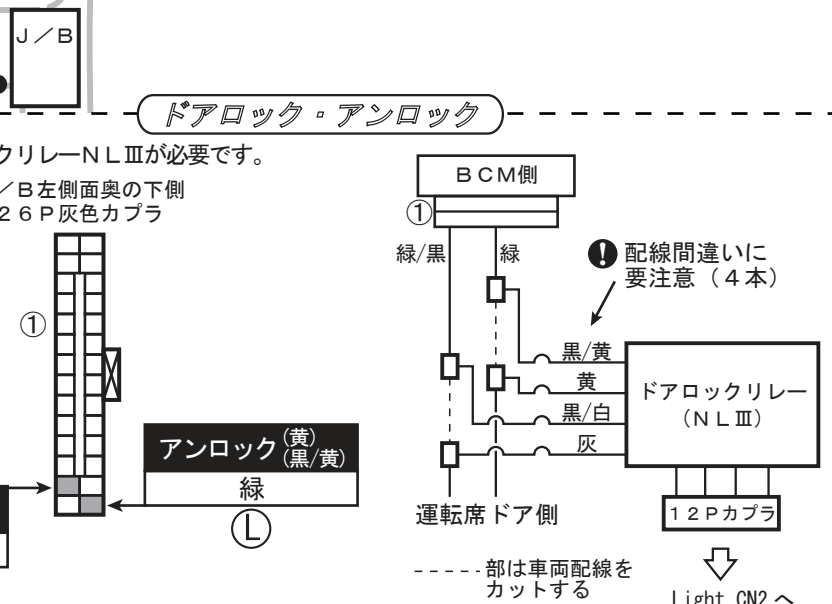 J／B
ドアロック・アンロック
クリレーＮＬⅢが必要です。
／Ｂ左側面奥の下側
２６Ｐ灰色カプラ
①
アンロック (黄)
(黒/黄)
緑
Ⓛ
ＢＣＭ側
①
緑/黒
緑
! 配線間違いに
要注意（４本）
黒/黄
黄
黒/白
灰
ドアロックリレー
（ＮＬⅢ）
１２Ｐカプラ
運転席ドア側
-----部は車両配線を
カットする
Light CN2 へ